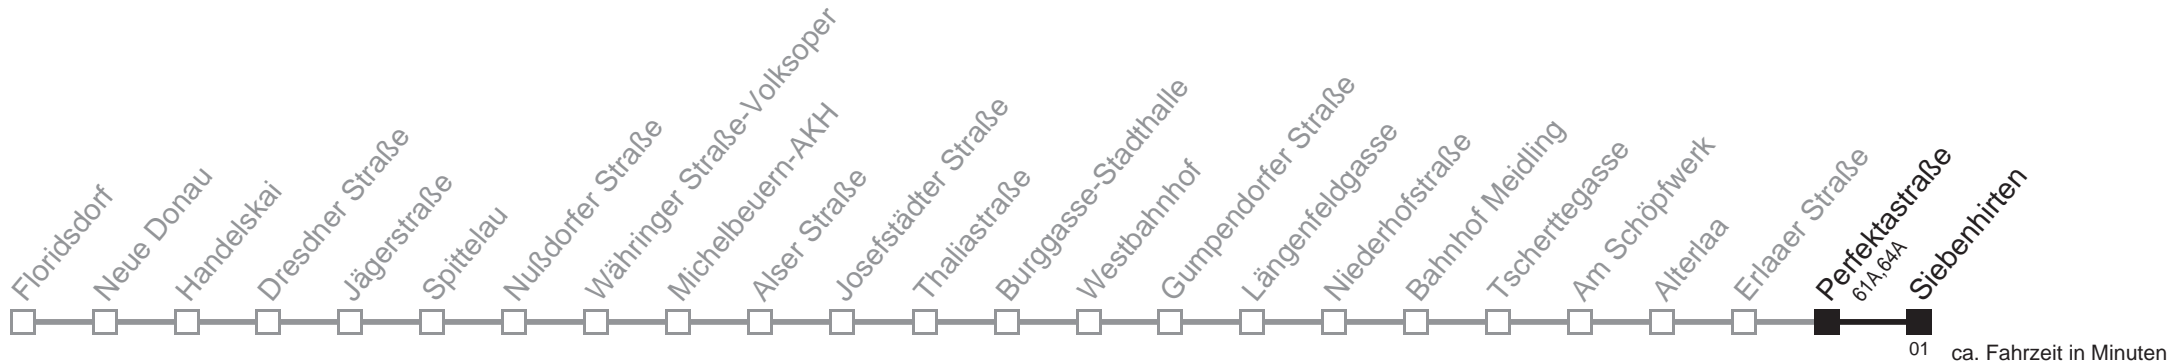 Floridsdorf
Neue Donau
Handelskai
Dresdner Straße
Jägerstraße
Spittelau
Nußdorfer Straße
Währinger Straße-Volksoper
Michelbeuern-AKH
Alser Straße
Josefstädter Straße
Thaliastraße
Burggasse-Stadthalle
Westbahnhof
Gumpendorfer Straße
Längenfeldgasse
Niederhofstraße
Bahnhof Meidling
Tscherttegasse
Am Schöpfwerk
Alterlaa
Erlaaer Straße
Perfektastraße
61A,64A
Siebenhirten
01
ca. Fahrzeit in Minuten